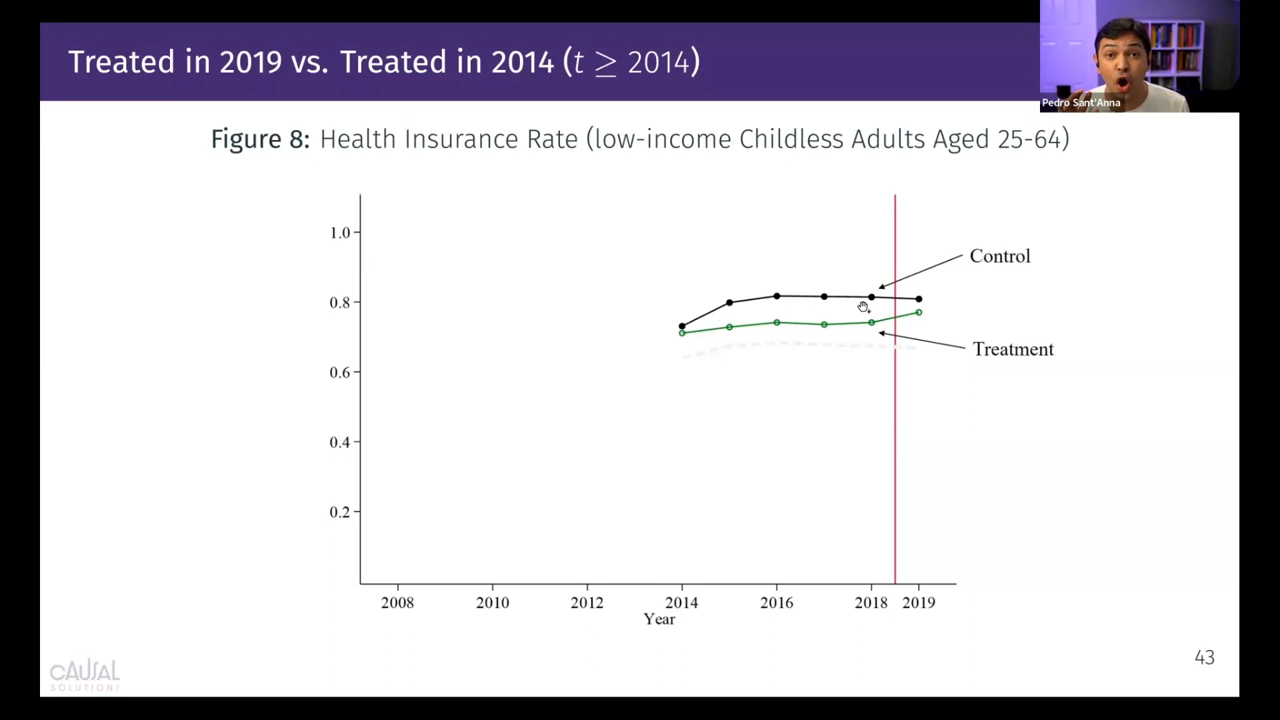 Treated in 2019 vs. Treated in 2014 (t ≥ 2014)
Pedro Sant'Anna
Figure 8: Health Insurance Rate (low-income Childless Adults Aged 25-64)
1.0
0.8
0.6
0.4
0.2
Control
Treatment
2008 2010 2012 2014 2016 2018 2019
Year
43
CAUSAL
SOLUTIONS